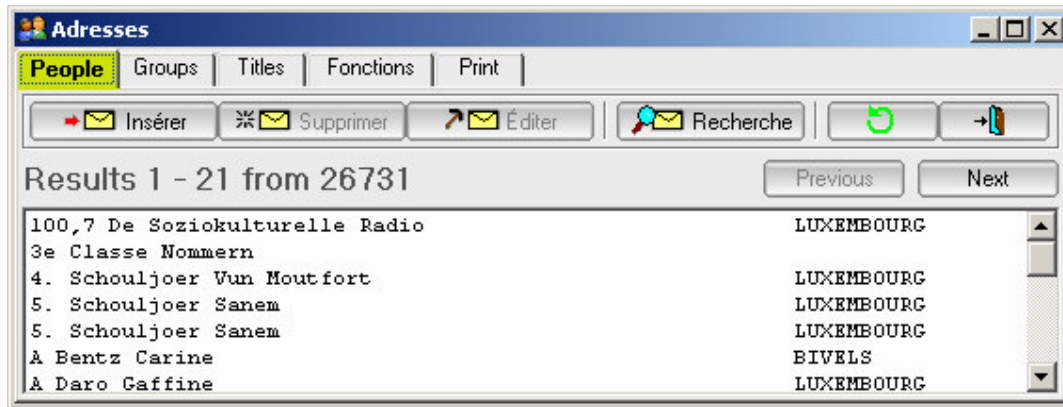 Adresses
People Groups Titles Fonctions Print
Insérer Supprimer Éditer Recherche
Results 1 - 21 from 26731 Previous Next
100,7 De Soziokulturelle Radio LUXEMBOURG
3e Classe Nommern
4. Schouljoer Vun Moutfort LUXEMBOURG
5. Schouljoer Sanem LUXEMBOURG
5. Schouljoer Sanem LUXEMBOURG
A Bentz Carine BIVELS
A Daro Gaffine LUXEMBOURG